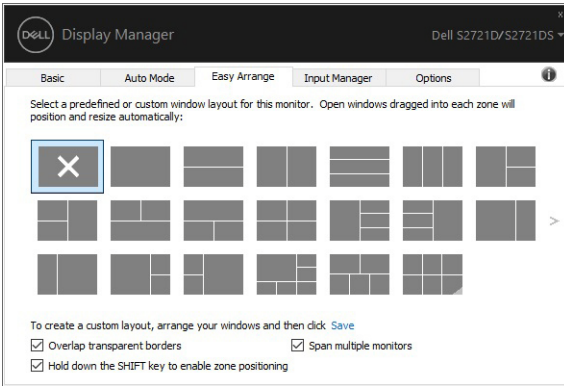 x
DELL Display Manager Dell S2721D/S2721DS
Basic Auto Mode Easy Arrange Input Manager Options i
Select a predefined or custom window layout for this monitor. Open windows dragged into each zone will
position and resize automatically:
>
To create a custom layout, arrange your windows and then click Save
Overlap transparent borders Span multiple monitors
Hold down the SHIFT key to enable zone positioning